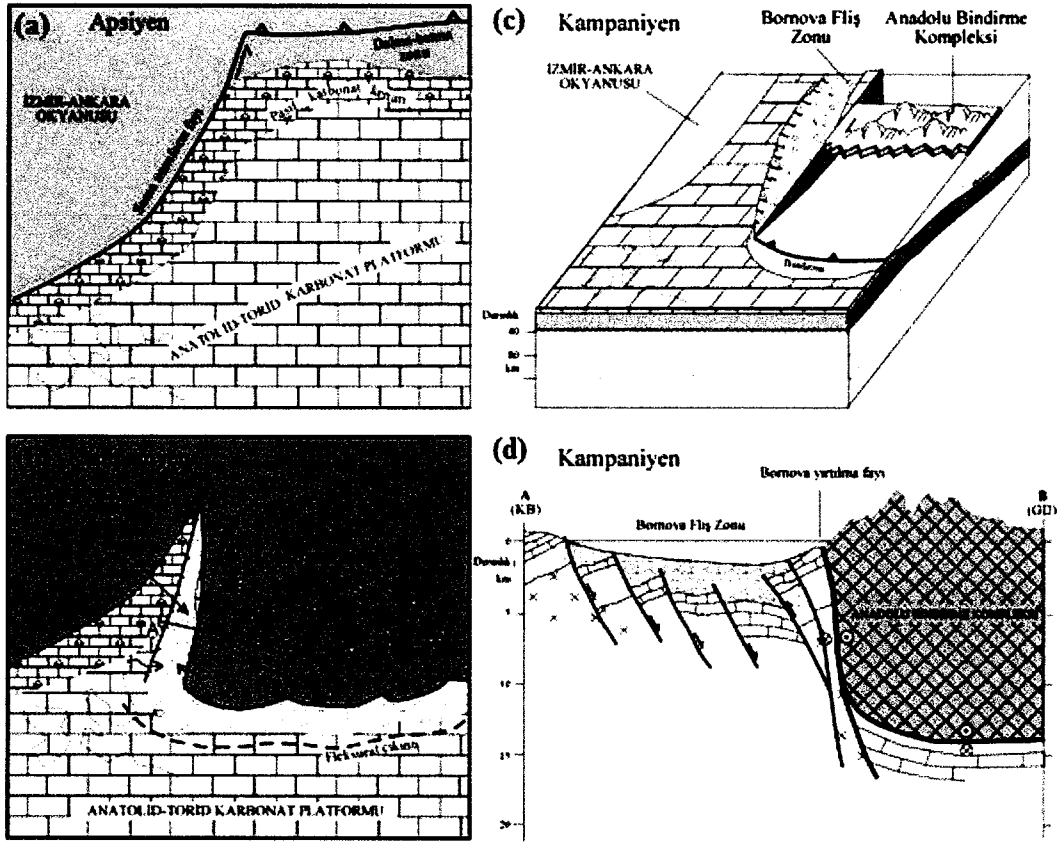 (a) Apsiyen
İZMİR-ANKARA
OKYANUSU
Pasif karbonat kenarı
ANATOLİD-TORİD KARBONAT PLATFORMU
Fleksural çıkıntı
ANATOLİD-TORİD KARBONAT PLATFORMU
(c) Kampaniyen
Bornova Fliş
Zonu
Anadolu Bindirme
Kompleksi
İZMİR-ANKARA
OKYANUSU
Derinlik
40
80
km
(d) Kampaniyen
Bornova yırtılma fayı
A
(KB)
B
(GD)
Bornova Fliş Zonu
0
Derinlik
km
5
10
15
20